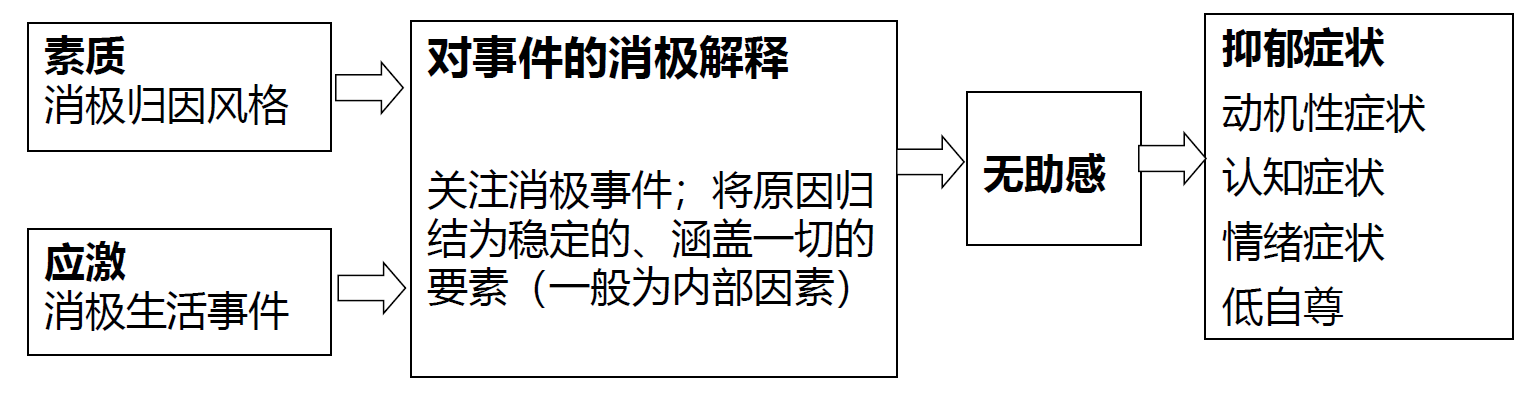 素质
消极归因风格
应激
消极生活事件
对事件的消极解释
关注消极事件；将原因归
结为稳定的、涵盖一切的
要素（一般为内部因素）
无助感
抑郁症状
动机性症状
认知症状
情绪症状
低自尊